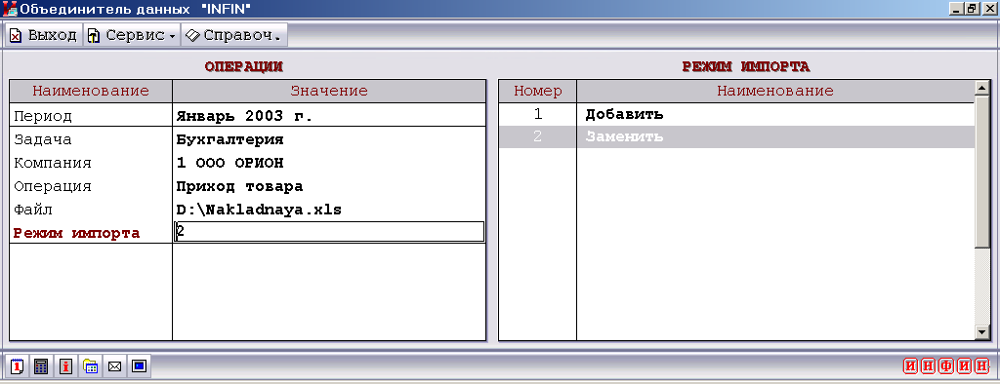 Объединитель данных "INFIN"
Выход Сервис Справоч.
ОПЕРАЦИИ
Наименование Значение
Период Январь 2003 г.
Задача Бухгалтерия
Компания 1 ООО ОРИОН
Операция Приход товара
Файл D:\Nakladnaya.xls
Режим импорта 2
РЕЖИМ ИМПОРТА
Номер Наименование
1 Добавить
2 Заменить
1
ИНФИН